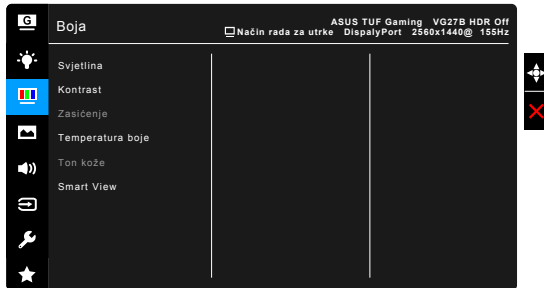 G
Boja
ASUS TUF Gaming VG27B HDR Off
Način rada za utrke DispalyPort 2560x1440@ 155Hz
Svjetlina
Kontrast
Zasićenje
Temperatura boje
Ton kože
Smart View